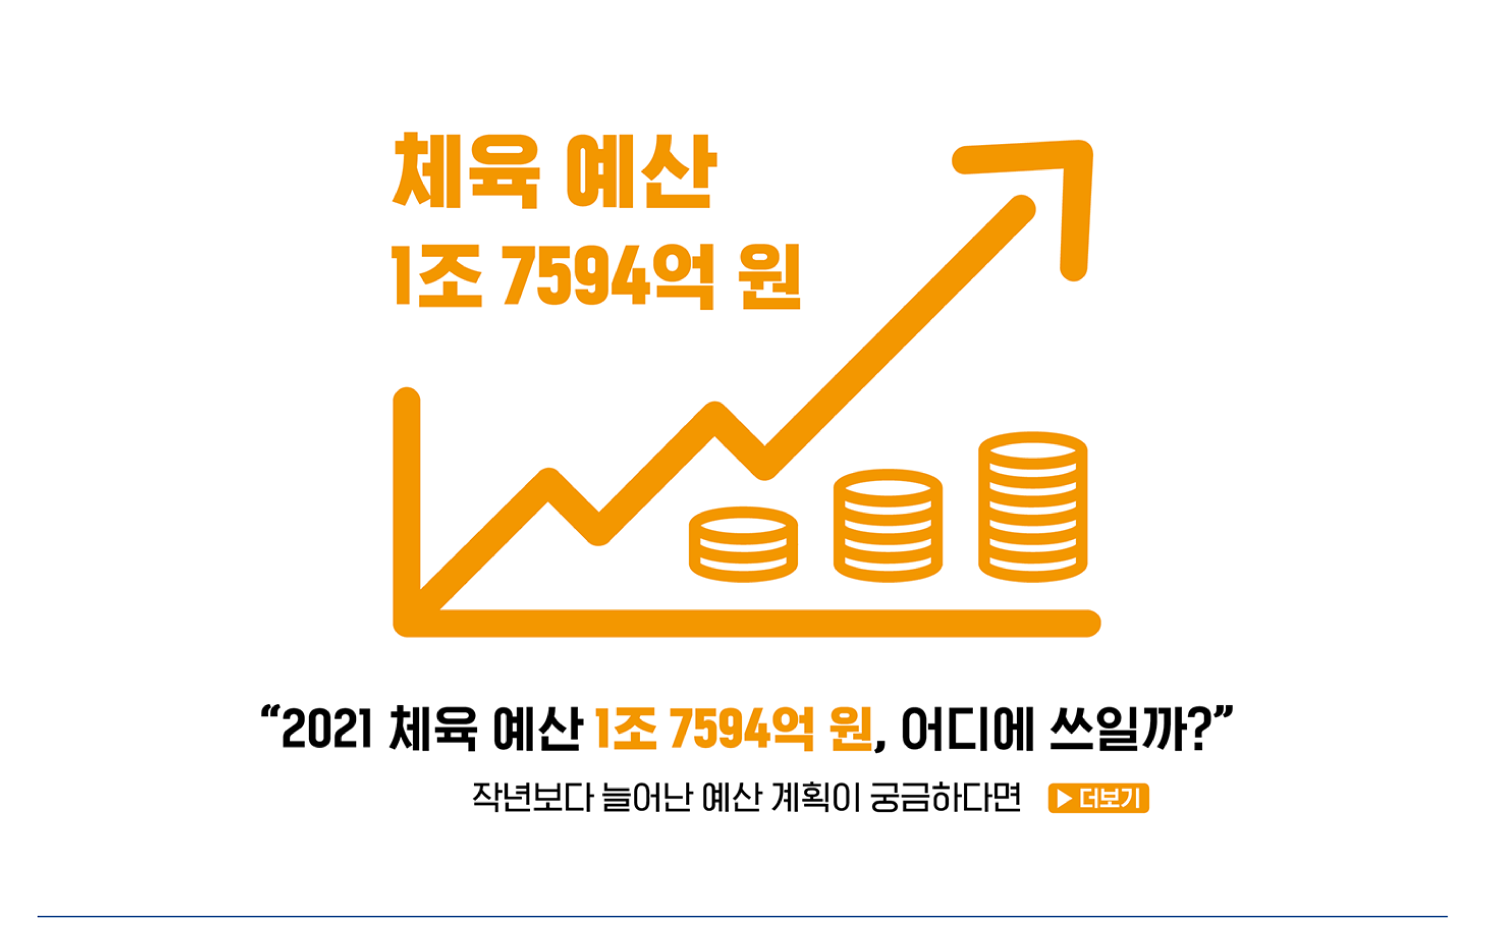 체육 예산
1조 7594억 원
“2021 체육 예산 1조 7594억 원, 어디에 쓰일까?”
작년보다 늘어난 예산 계획이 궁금하다면 ▶ 더보기